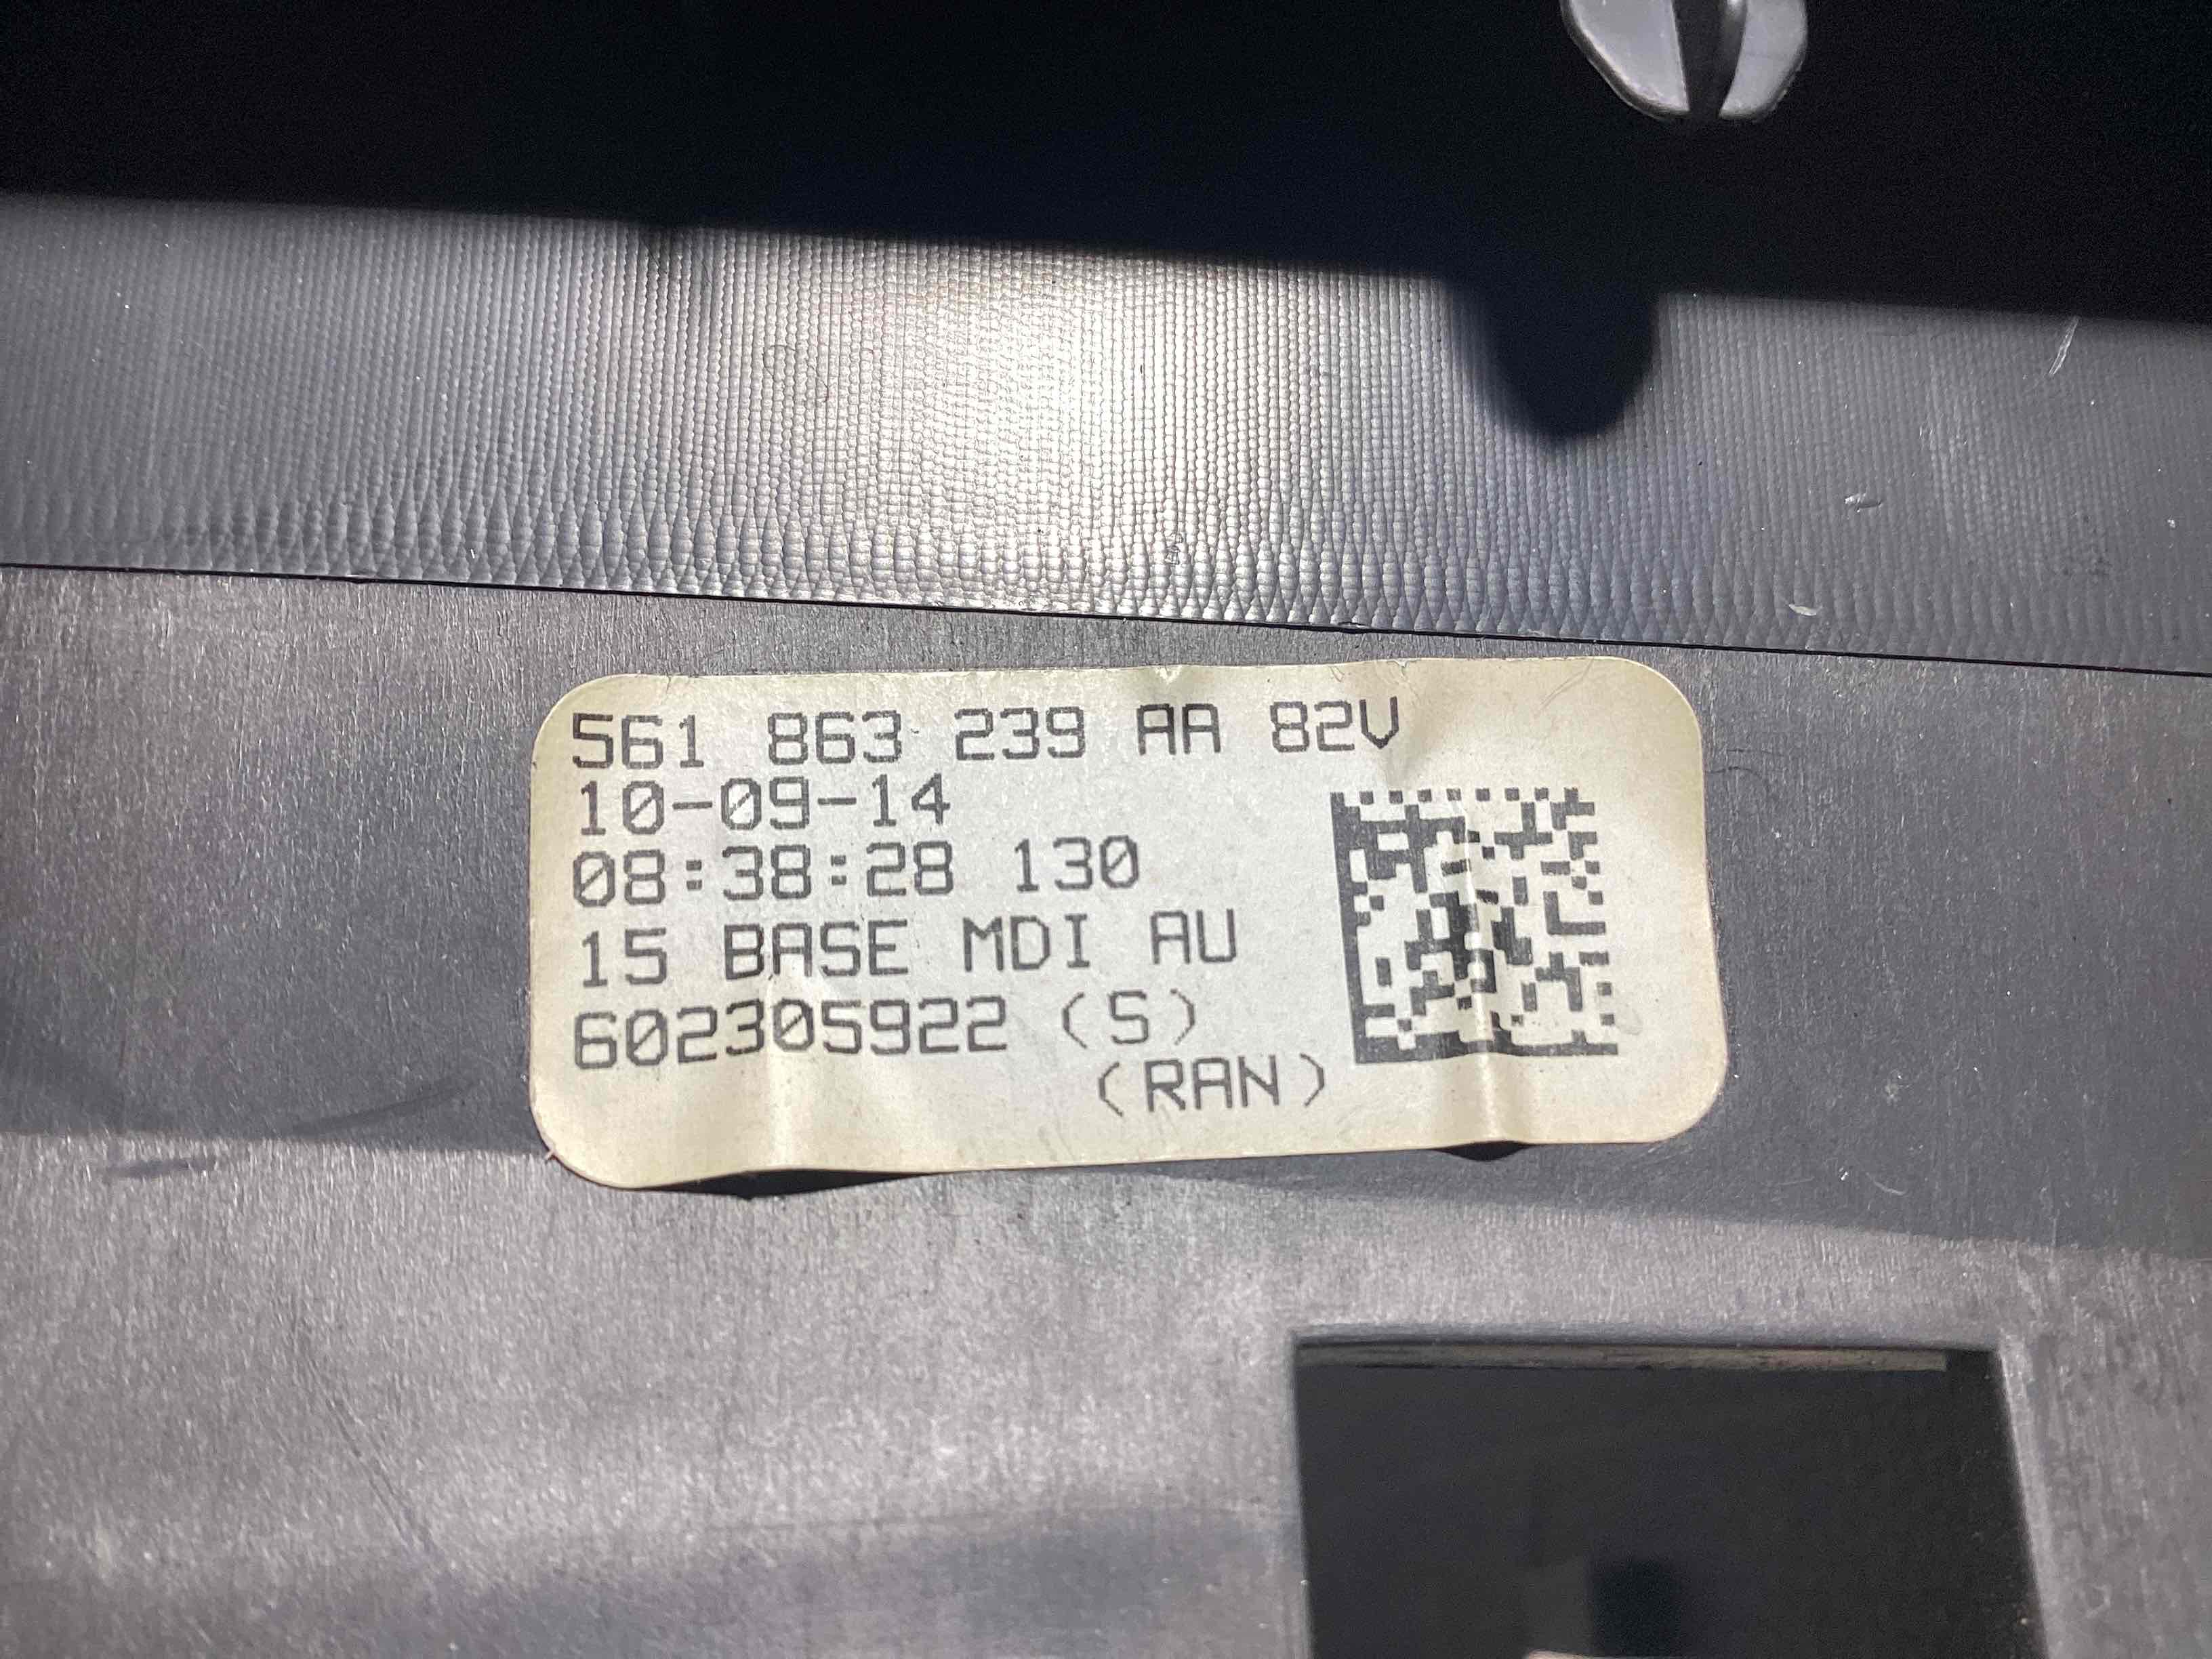 561 863 239 AA 82V
10-09-14
08:38:28 130
15 BASE MDI AU
602305922 (S)
(RAN)